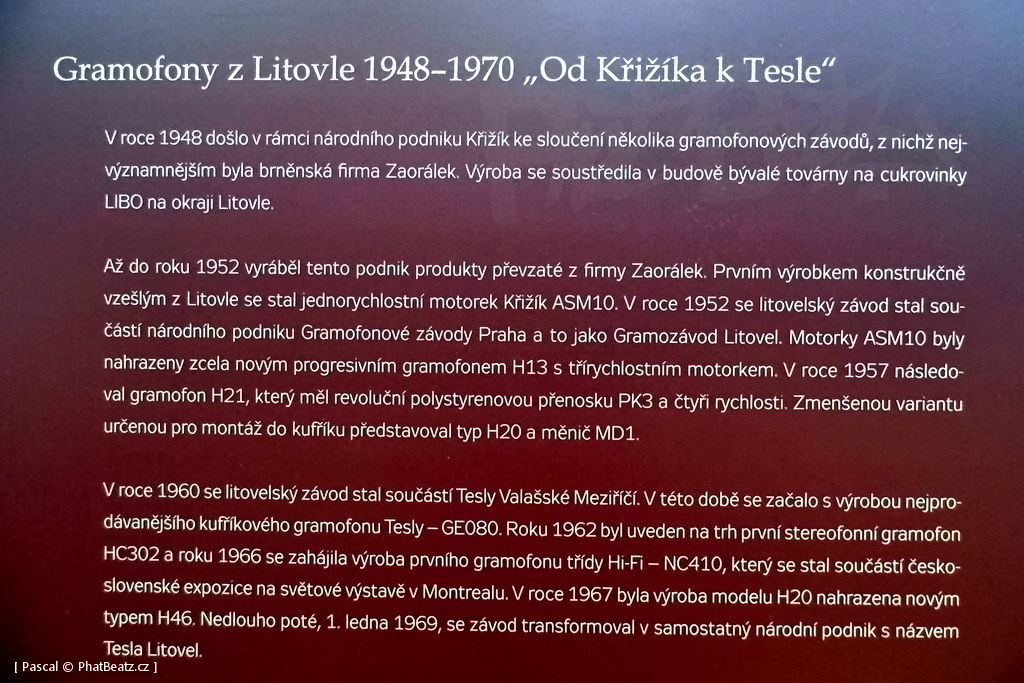 Gramofony z Litovle 1948–1970 „Od Křižíka k Tesle“
V roce 1948 došlo v rámci národního podniku Křižík ke sloučení několika gramofonových závodů, z nichž nej-
významnějším byla brněnská firma Zaorálek. Výroba se soustředila v budově bývalé továrny na cukrovinky
LIBO na okraji Litovle.
Až do roku 1952 vyráběl tento podnik produkty převzaté z firmy Zaorálek. Prvním výrobkem konstrukčně
vzešlým z Litovle se stal jednorychlostní motorek Křižík ASM10. V roce 1952 se litovelský závod stal sou-
částí národního podniku Gramofonové závody Praha a to jako Gramozávod Litovel. Motorky ASM10 byly
nahrazeny zcela novým progresivním gramofonem H13 s třírychlostním motorkem. V roce 1957 následo-
val gramofon H21, který měl revoluční polystyrenovou přenosku PK3 a čtyři rychlosti. Zmenšenou variantu
určenou pro montáž do kufříku představoval typ H20 a měnič MD1.
V roce 1960 se litovelský závod stal součástí Tesly Valašské Meziříčí. V této době se začalo s výrobou nejpro-
dávanějšího kufříkového gramofonu Tesly – GE080. Roku 1962 byl uveden na trh první stereofonní gramofon
HC302 a roku 1966 se zahájila výroba prvního gramofonu třídy Hi-Fi – NC410, který se stal součástí česko-
slovenské expozice na světové výstavě v Montrealu. V roce 1967 byla výroba modelu H20 nahrazena novým
typem H46. Nedlouho poté, 1. ledna 1969, se závod transformoval v samostatný národní podnik s názvem
Tesla Litovel.
[ Pascal © PhatBeatz.cz ]